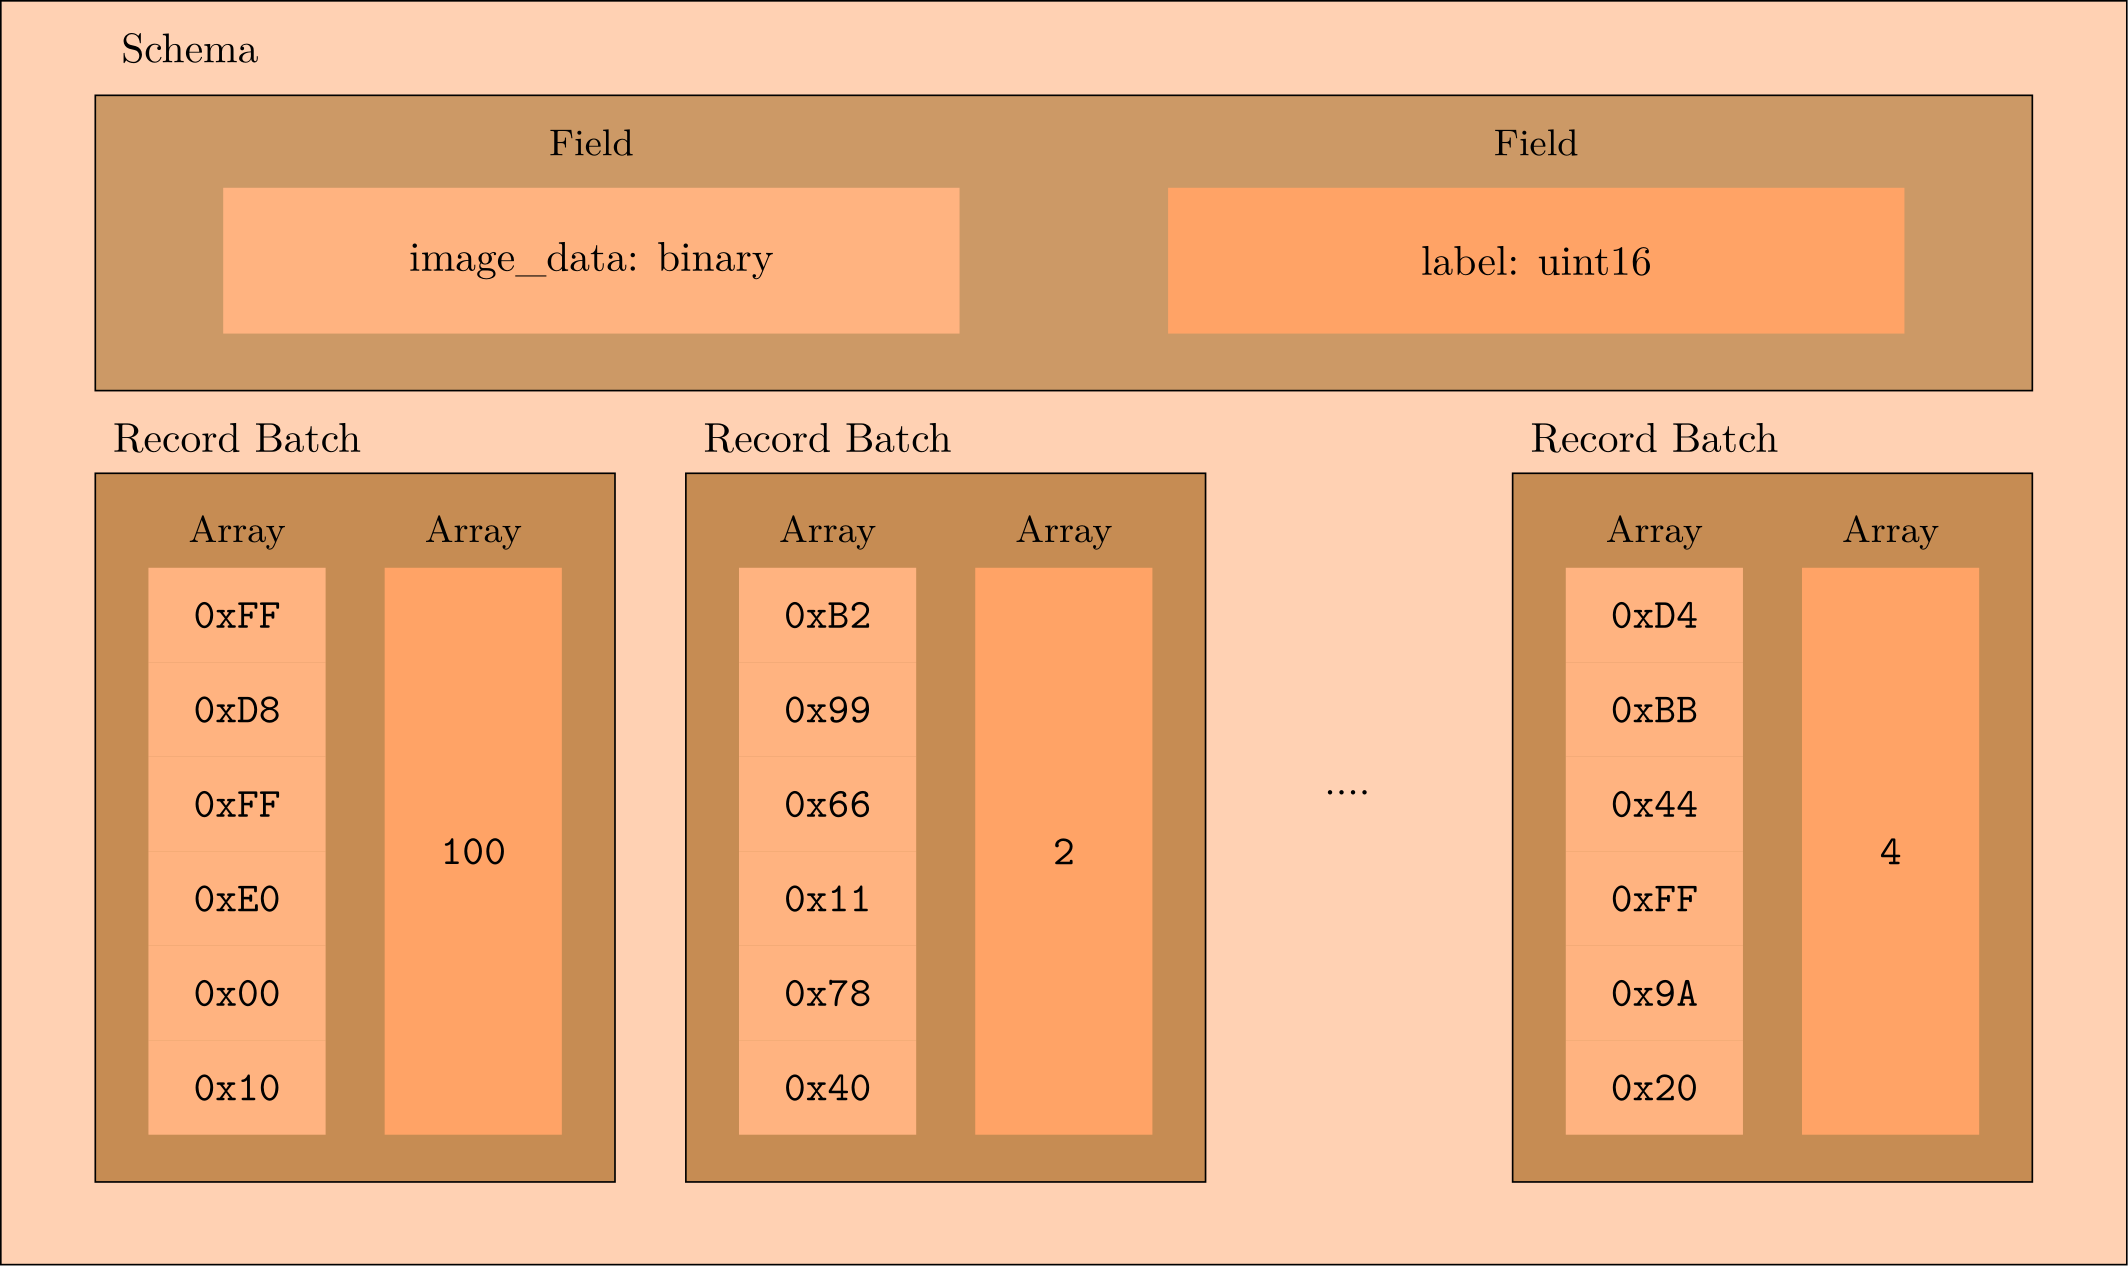 Schema
Field
Field
image_data: binary
label: uint16
Record Batch
Record Batch
Record Batch
Array
Array
Array
Array
Array
Array
0xFF
0xD8
0xFF
0xE0
0x00
0x10
100
0xB2
0x99
0x66
0x11
0x78
0x40
2
....
0xD4
0xBB
0x44
0xFF
0x9A
0x20
4